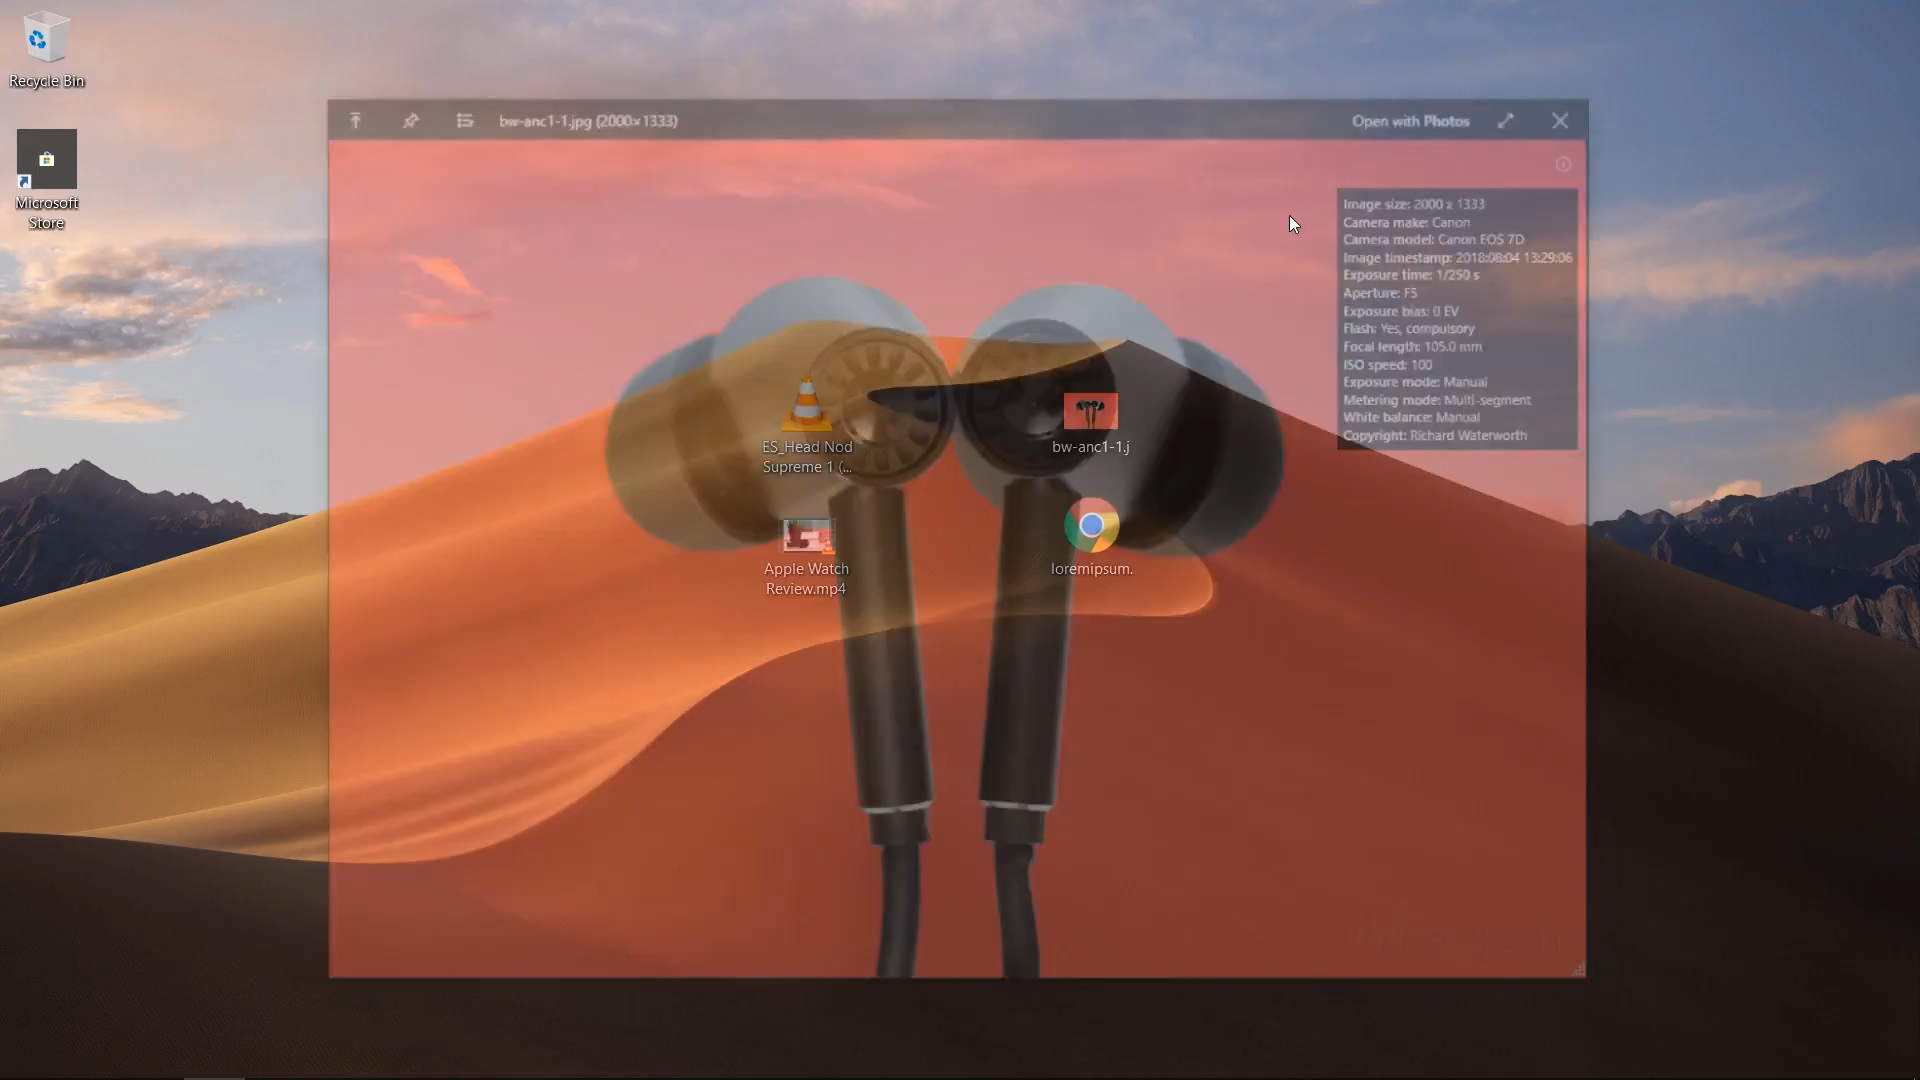 Recycle Bin
Microsoft
Store
bw-anc1-1.jpg (2000×1333)
Open with Photos
Image size: 2000 x 1333
Camera make: Canon
Camera model: Canon EOS 7D
Image timestamp: 2018:08:04 13:29:06
Exposure time: 1/250 s
Aperture: F5
Exposure bias: 0 EV
Flash: Yes, compulsory
Focal length: 105.0 mm
ISO speed: 100
Exposure mode: Manual
Metering mode: Multi-segment
White balance: Manual
Copyright: Richard Waterworth
ES_Head Nod
Supreme 1 (...
bw-anc1-1.j
Apple Watch
Review.mp4
loremipsum.